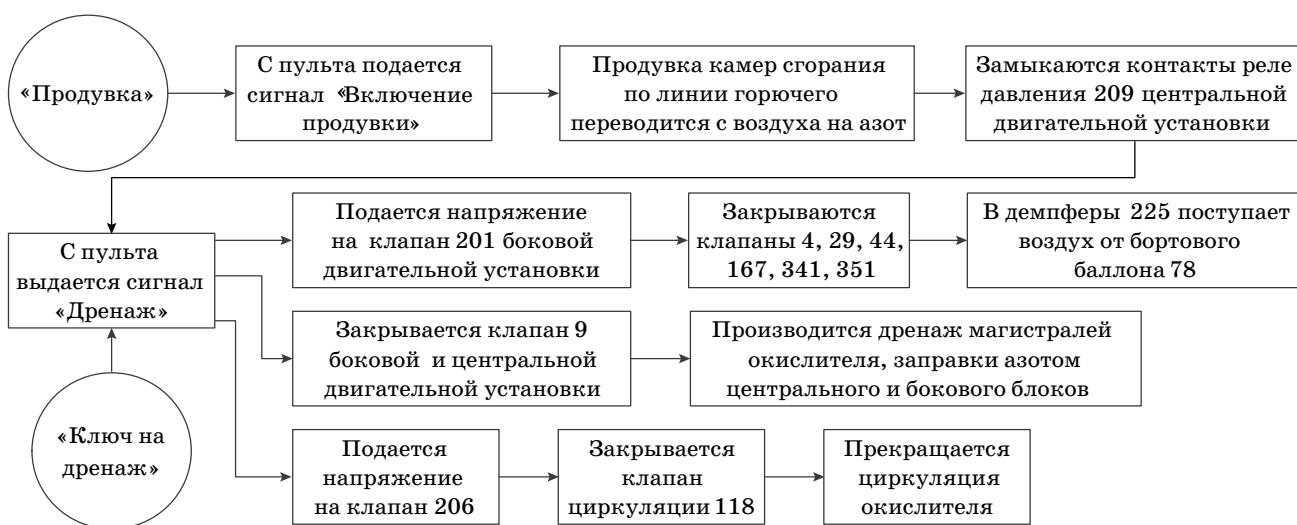 «Продувка»
С пульта подается
сигнал «Включение
продувки»
Продувка камер сгорания
по линии горючего
переводится с воздуха на азот
Замыкаются контакты реле
давления 209 центральной
двигательной установки
С пульта
выдается сигнал
«Дренаж»
Подается напряжение
на клапан 201 боковой
двигательной установки
Закрываются
клапаны 4, 29, 44,
167, 341, 351
В демпферы 225 поступает
воздух от бортового
баллона 78
Закрывается клапан 9
боковой и центральной
двигательной установки
Производится дренаж магистралей
окислителя, заправки азотом
центрального и бокового блоков
«Ключ на
дренаж»
Подается
напряжение
на клапан 206
Закрывается
клапан
циркуляции 118
Прекращается
циркуляция
окислителя